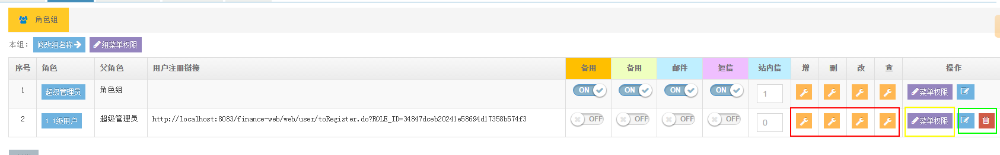 角色组
本组： 修改组名称 组菜单权限
序号 角色 父角色 用户注册链接 备用 备用 邮件 短信 站内信 增 删 改 查 操作
1 超级管理员 角色组 ON ON ON ON 1 菜单权限
2 1.1级用户 超级管理员 http://localhost:8083/finance-web/web/user/toRegister.do?ROLE_ID=34847dceb20241e58694d17358b574f3 OFF OFF OFF OFF 0 菜单权限